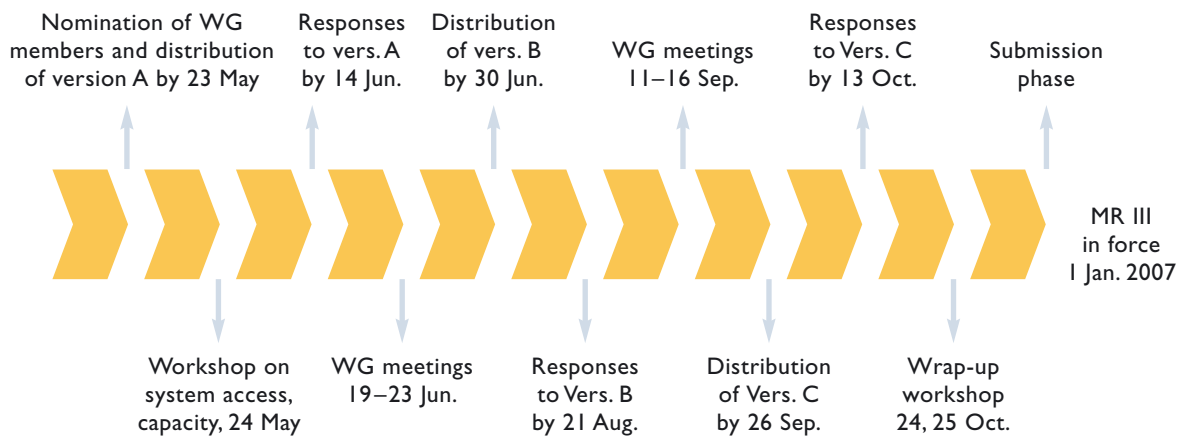 Nomination of WG
members and distribution
of version A by 23 May
Responses
to vers. A
by 14 Jun.
Distribution
of vers. B
by 30 Jun.
WG meetings
11–16 Sep.
Responses
to Vers. C
by 13 Oct.
Submission
phase
MR III
in force
1 Jan. 2007
Workshop on
system access,
capacity, 24 May
WG meetings
19–23 Jun.
Responses
to Vers. B
by 21 Aug.
Distribution
of Vers. C
by 26 Sep.
Wrap-up
workshop
24, 25 Oct.